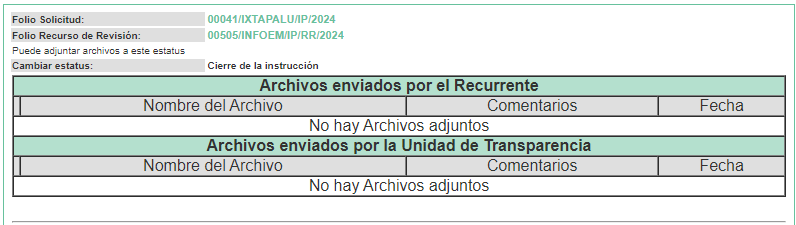 Folio Solicitud: 00041/IXTAPALU/IP/2024
Folio Recurso de Revisión: 00505/INFOEM/IP/RR/2024
Puede adjuntar archivos a este estatus
Cambiar estatus: Cierre de la instrucción
Archivos enviados por el Recurrente
Nombre del Archivo Comentarios Fecha
No hay Archivos adjuntos
Archivos enviados por la Unidad de Transparencia
Nombre del Archivo Comentarios Fecha
No hay Archivos adjuntos